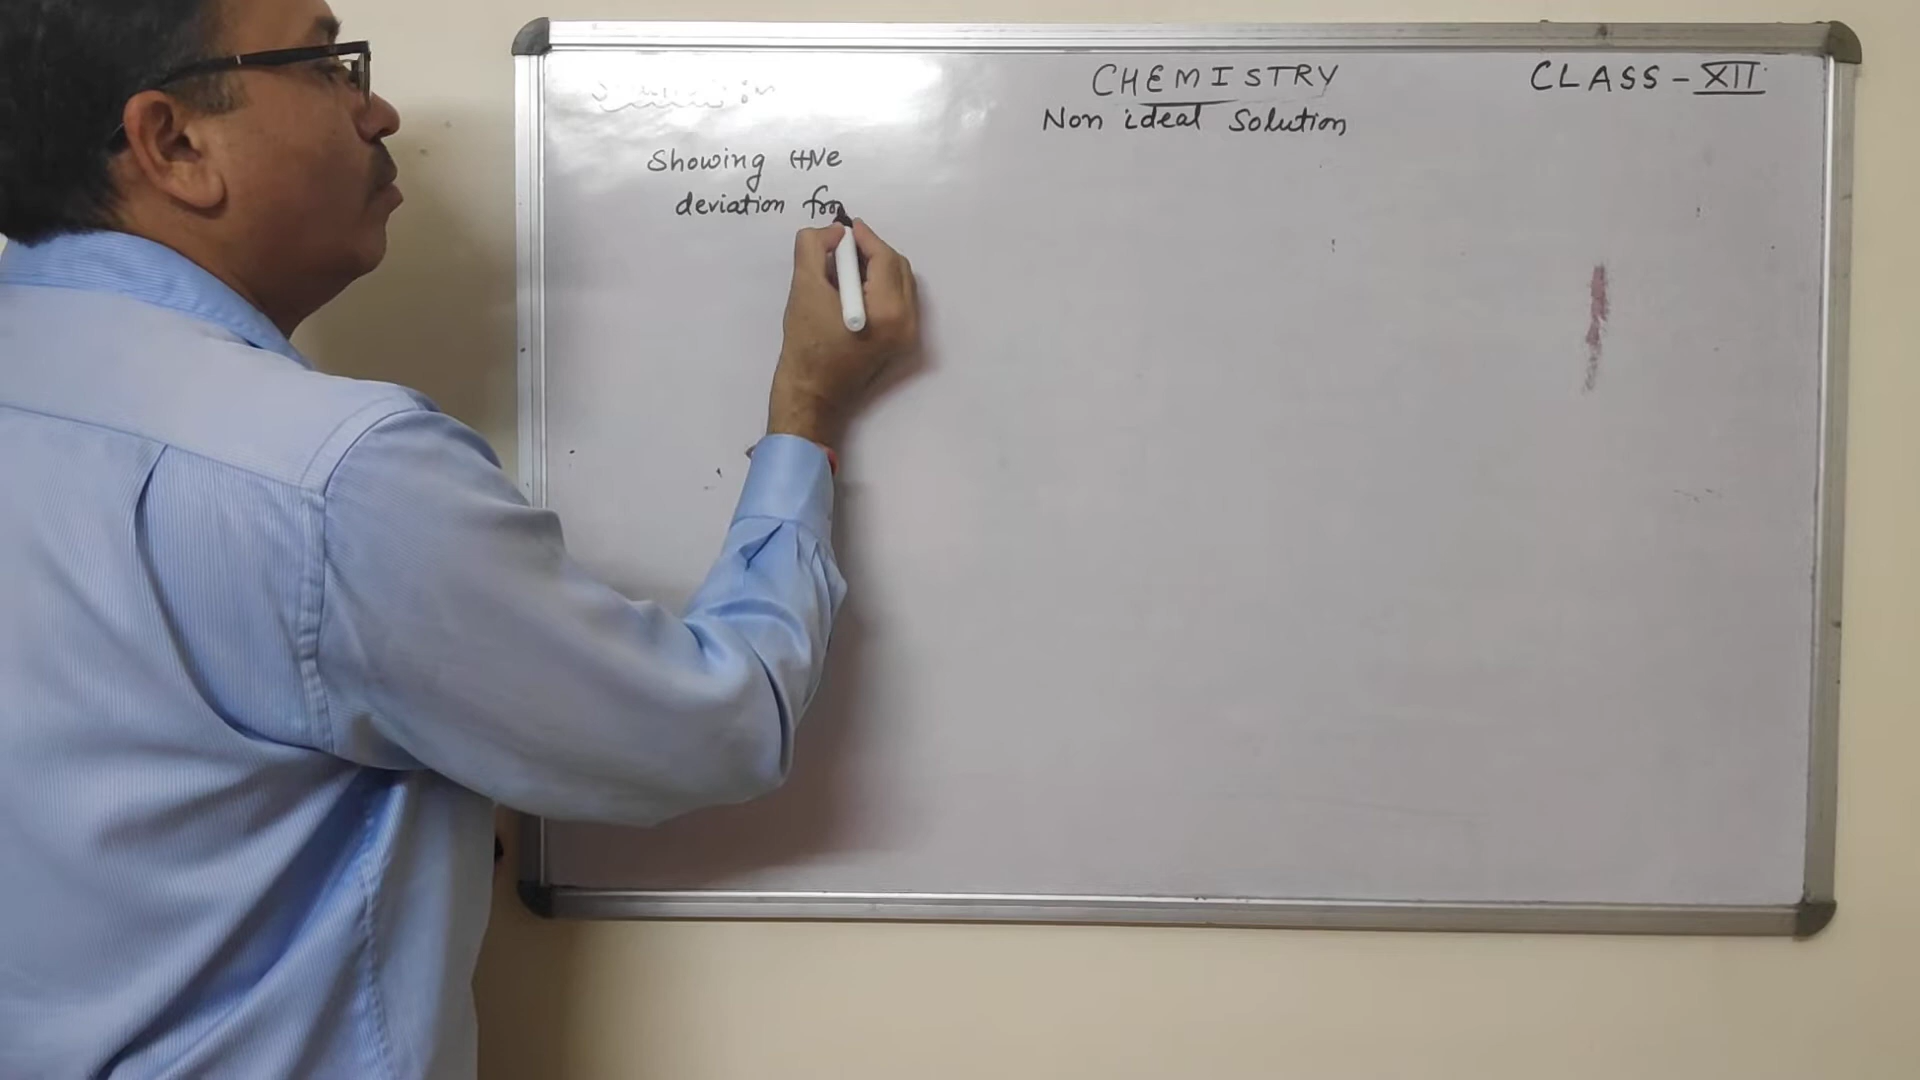 CHEMISTRY
CLASS - XII
Non ideal Solution
Showing (+)Ve
deviation from